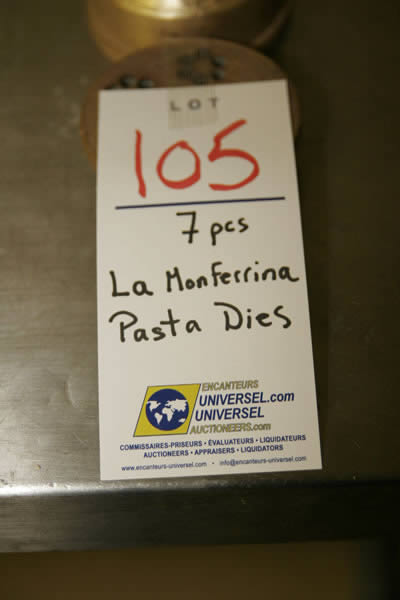 LOT
105
7 pcs
La Monferrina
Pasta Dies
ENCANTEURS
UNIVERSEL.com
UNIVERSEL
AUCTIONEERS.com
COMMISSAIRES-PRISEURS • ÉVALUATEURS • LIQUIDATEURS
AUCTIONEERS • APPRAISERS • LIQUIDATORS
www.encanteurs-universel.com • info@encanteurs-universel.com